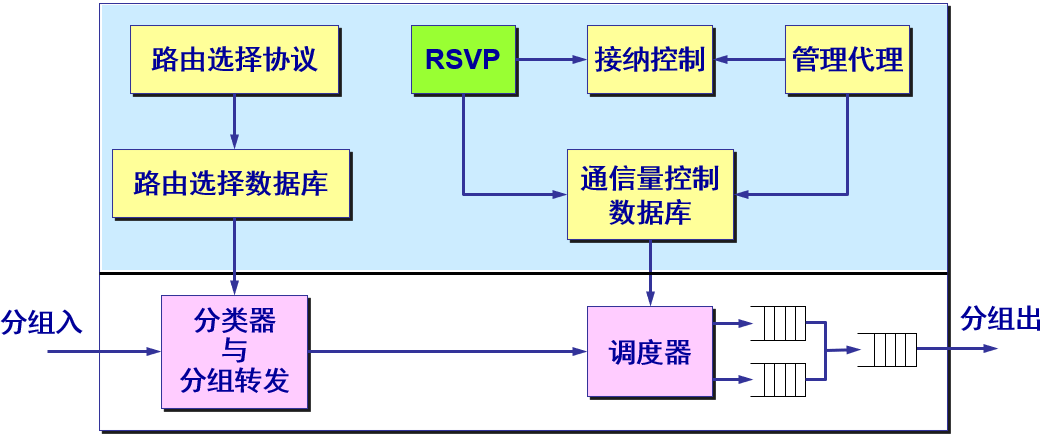 路由选择协议
RSVP
接纳控制
管理代理
路由选择数据库
通信量控制
数据库
分组入
分类器
与
分组转发
调度器
分组出